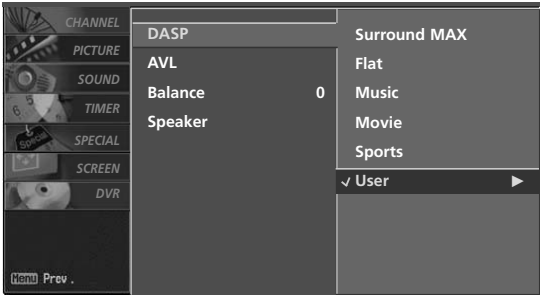 CHANNEL
PICTURE
SOUND
TIMER
SPECIAL
SCREEN
DVR
Menu Prev.
DASP
AVL
Balance 0
Speaker
Surround MAX
Flat
Music
Movie
Sports
✓ User ►